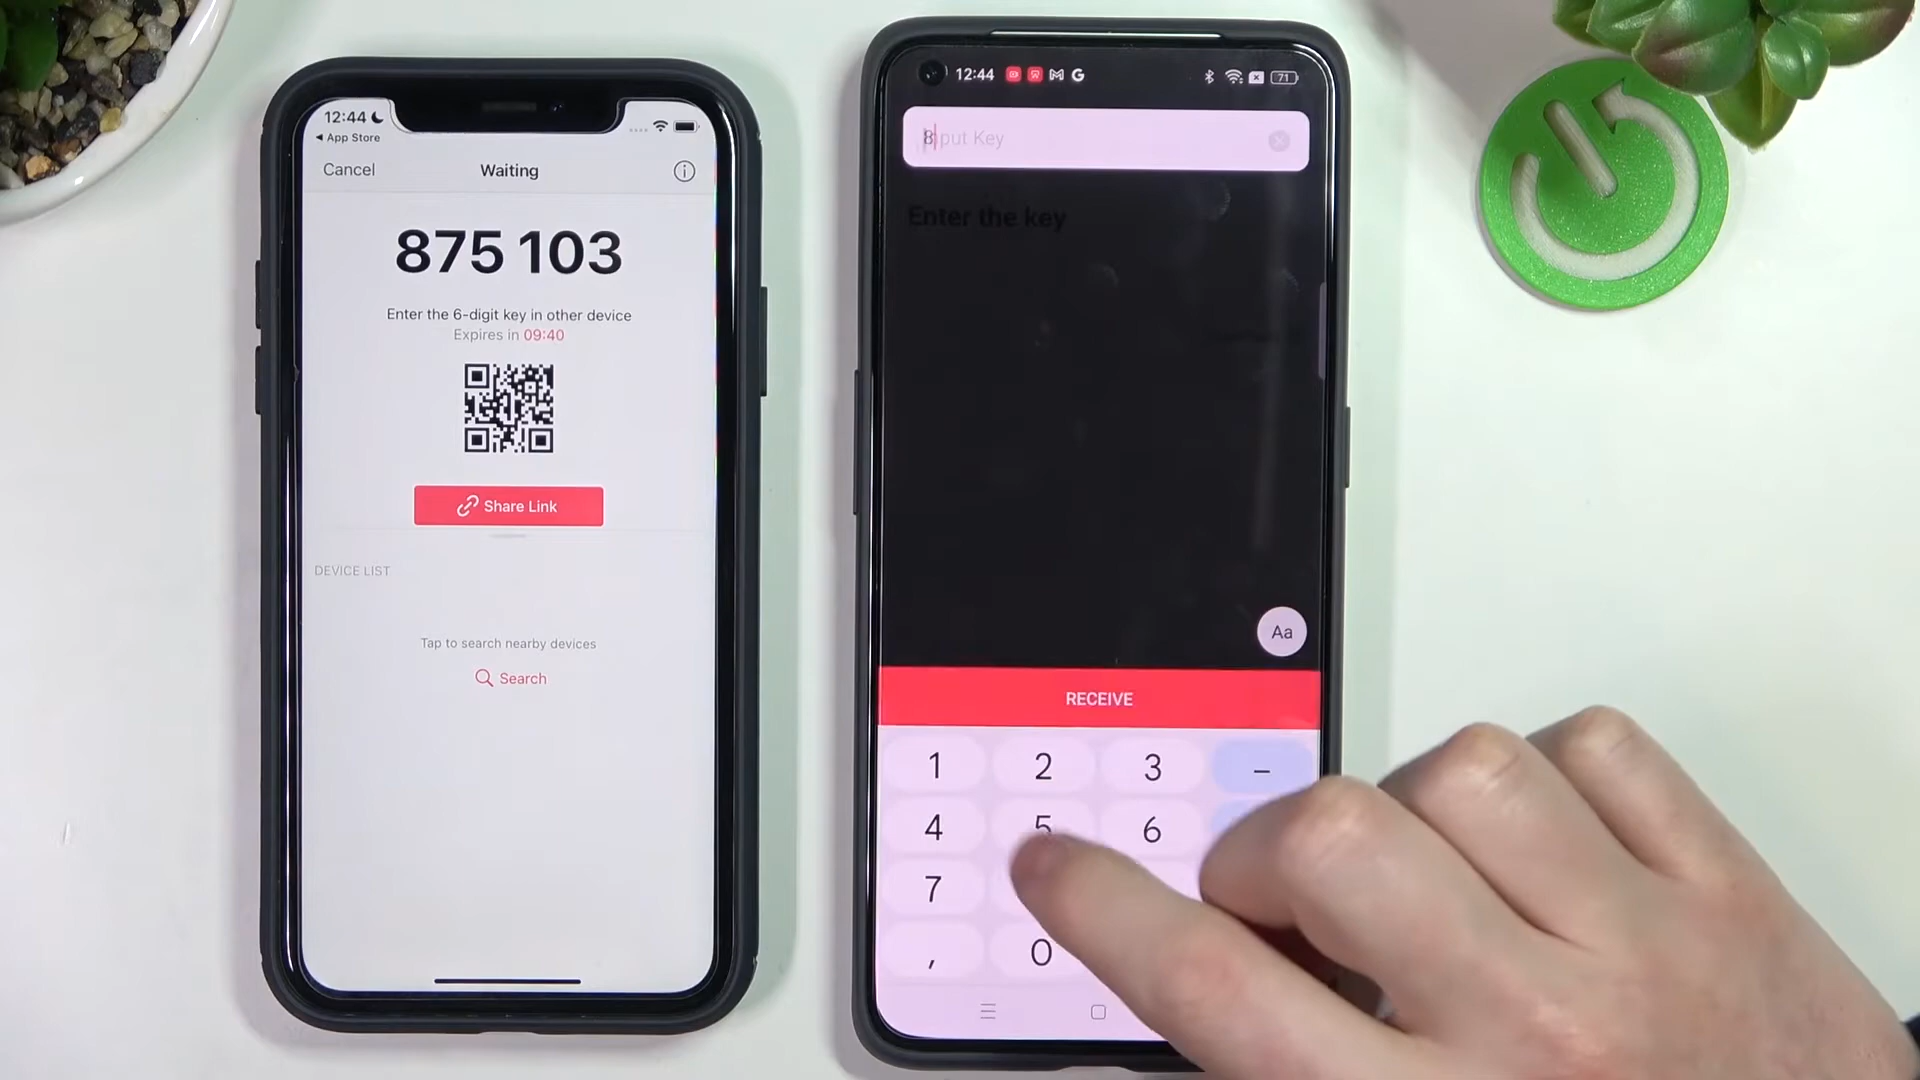 12:44
App Store
Cancel
Waiting
875 103
Enter the 6-digit key in other device
Expires in 09:40
Share Link
DEVICE LIST
Tap to search nearby devices
Search
12:44
G
71
8
put Key
Enter the key
Aa
RECEIVE
1 2 3 –
4 5 6
7
, 0